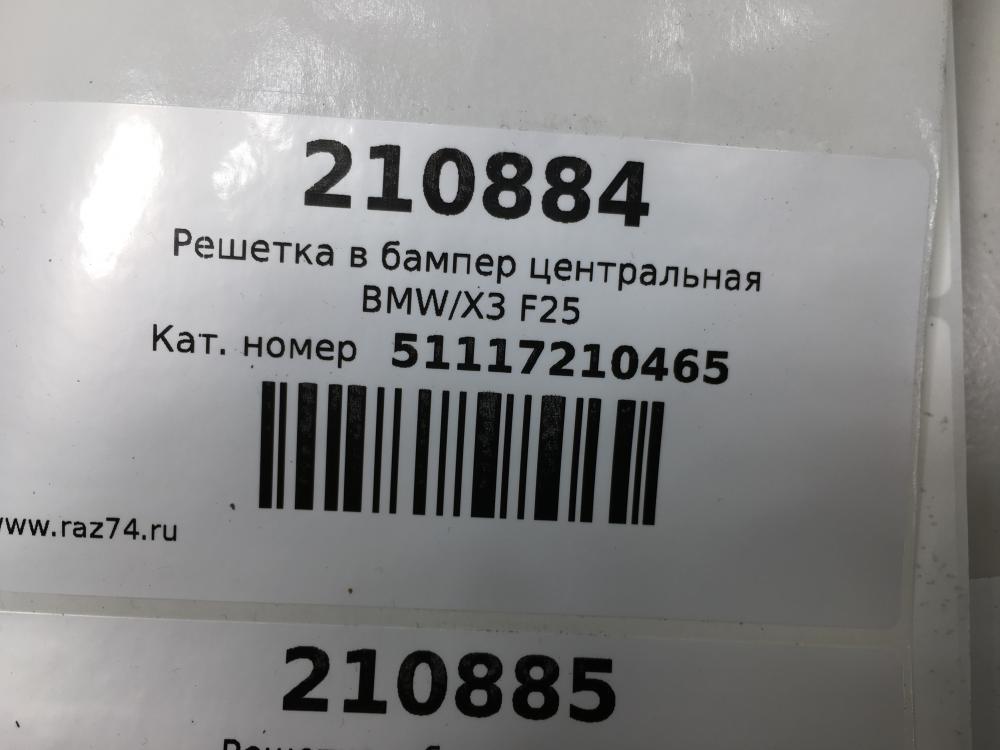 210884
Решетка в бампер центральная
BMW/X3 F25
Кат. номер 51117210465
www.raz74.ru
210885